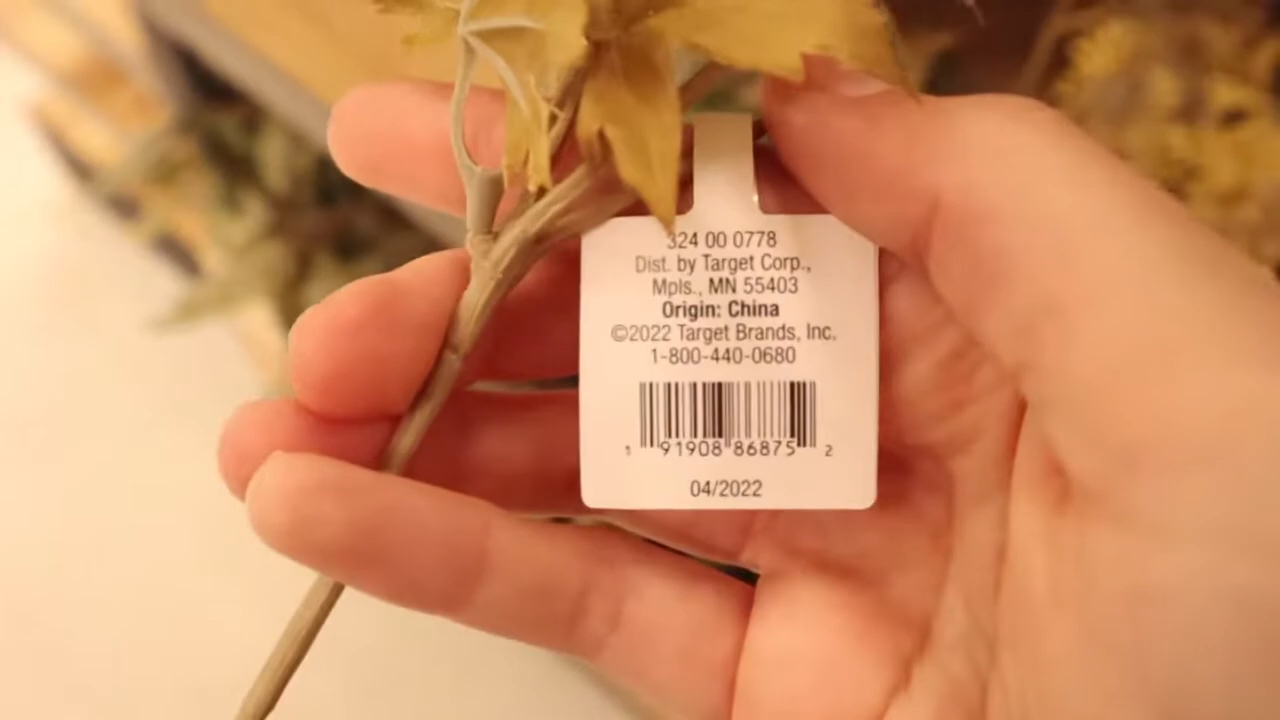 324 00 0778
Dist. by Target Corp.,
Mpls., MN 55403
Origin: China
©2022 Target Brands, Inc.
1-800-440-0680
1 91908 86875 2
04/2022